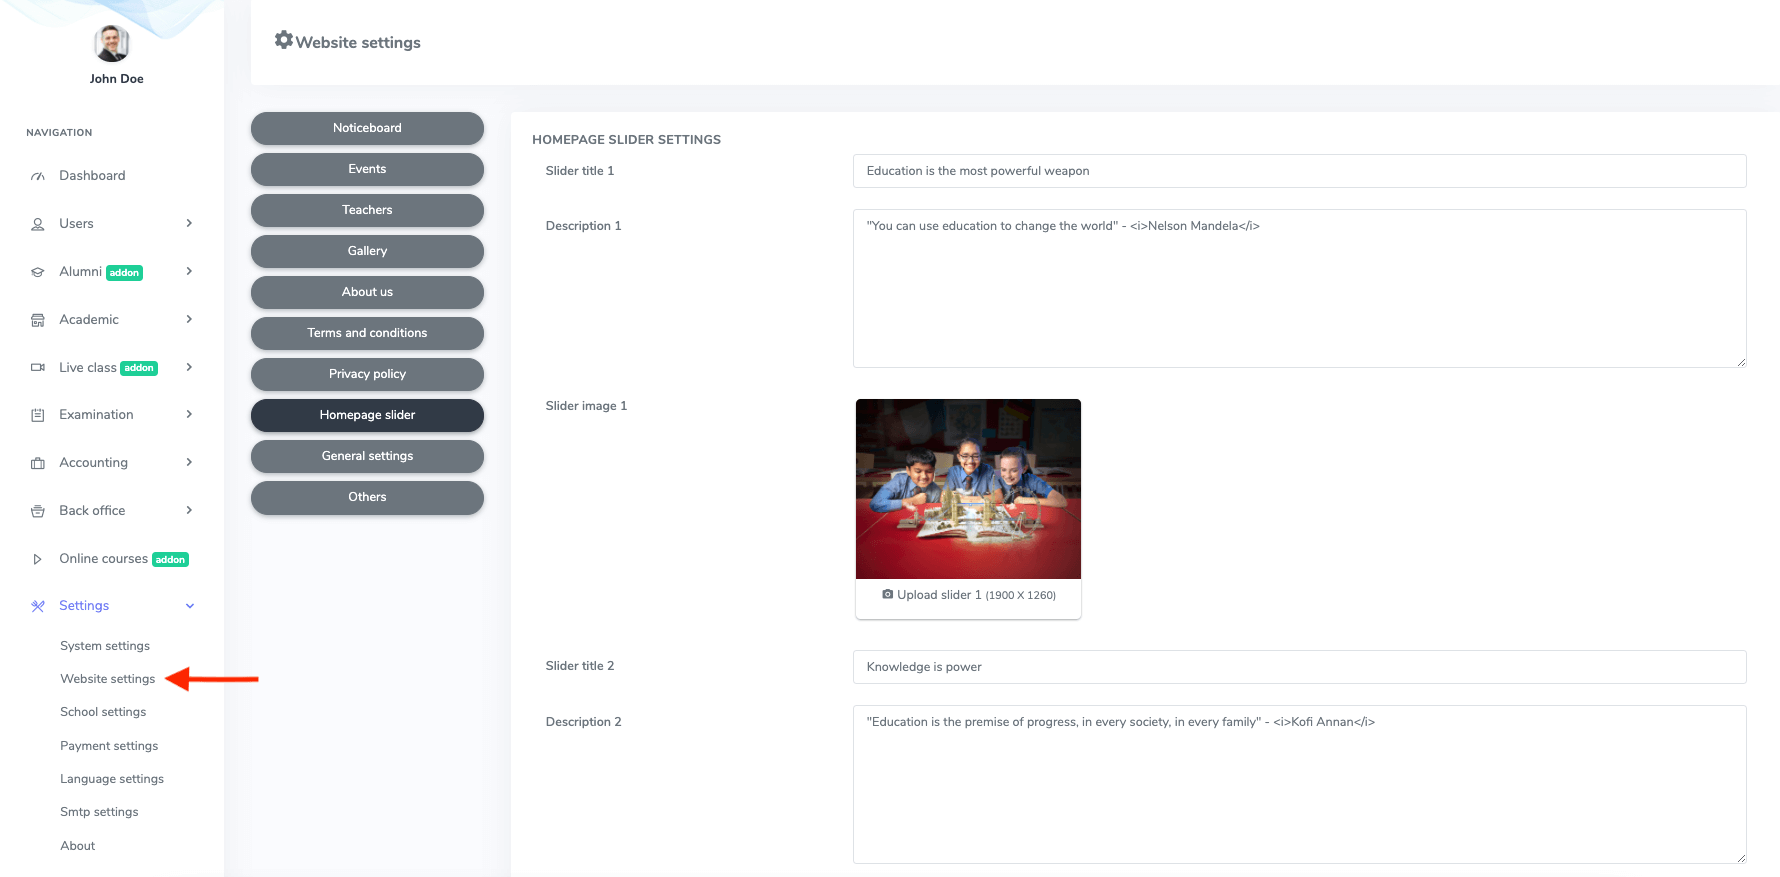 John Doe
NAVIGATION
Dashboard
Users
Alumni addon
Academic
Live class addon
Examination
Accounting
Back office
Online courses addon
Settings
System settings
Website settings
School settings
Payment settings
Language settings
Smtp settings
About
Website settings
Noticeboard
Events
Teachers
Gallery
About us
Terms and conditions
Privacy policy
Homepage slider
General settings
Others
HOMEPAGE SLIDER SETTINGS
Slider title 1
Education is the most powerful weapon
Description 1
"You can use education to change the world" - <i>Nelson Mandela</i>
Slider image 1
Upload slider 1 (1900 X 1260)
Slider title 2
Knowledge is power
Description 2
"Education is the premise of progress, in every society, in every family" - <i>Kofi Annan</i>